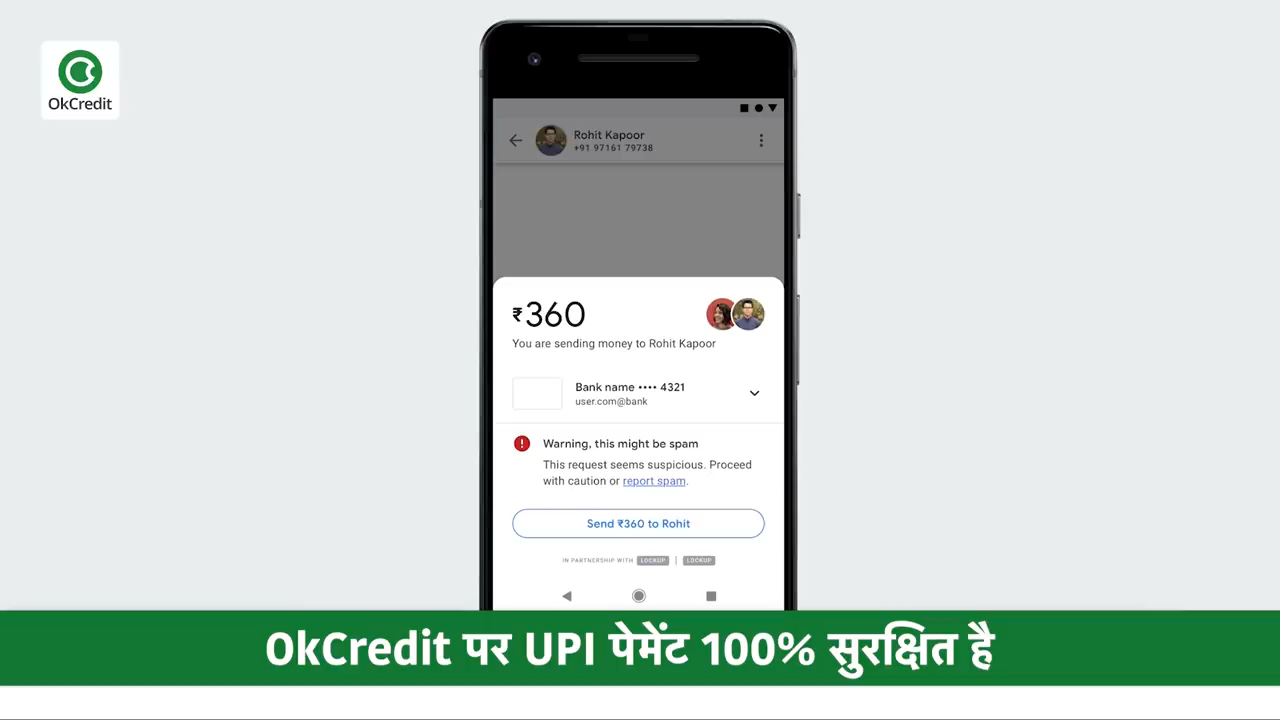 OkCredit
Rohit Kapoor
+91 97161 79738
₹360
You are sending money to Rohit Kapoor
Bank name •••• 4321
user.com@bank
Warning, this might be spam
This request seems suspicious. Proceed
with caution or report spam.
Send ₹360 to Rohit
IN PARTNERSHIP WITH LOCKUP | LOCKUP
OkCredit पर UPI पेमेंट 100% सुरक्षित है